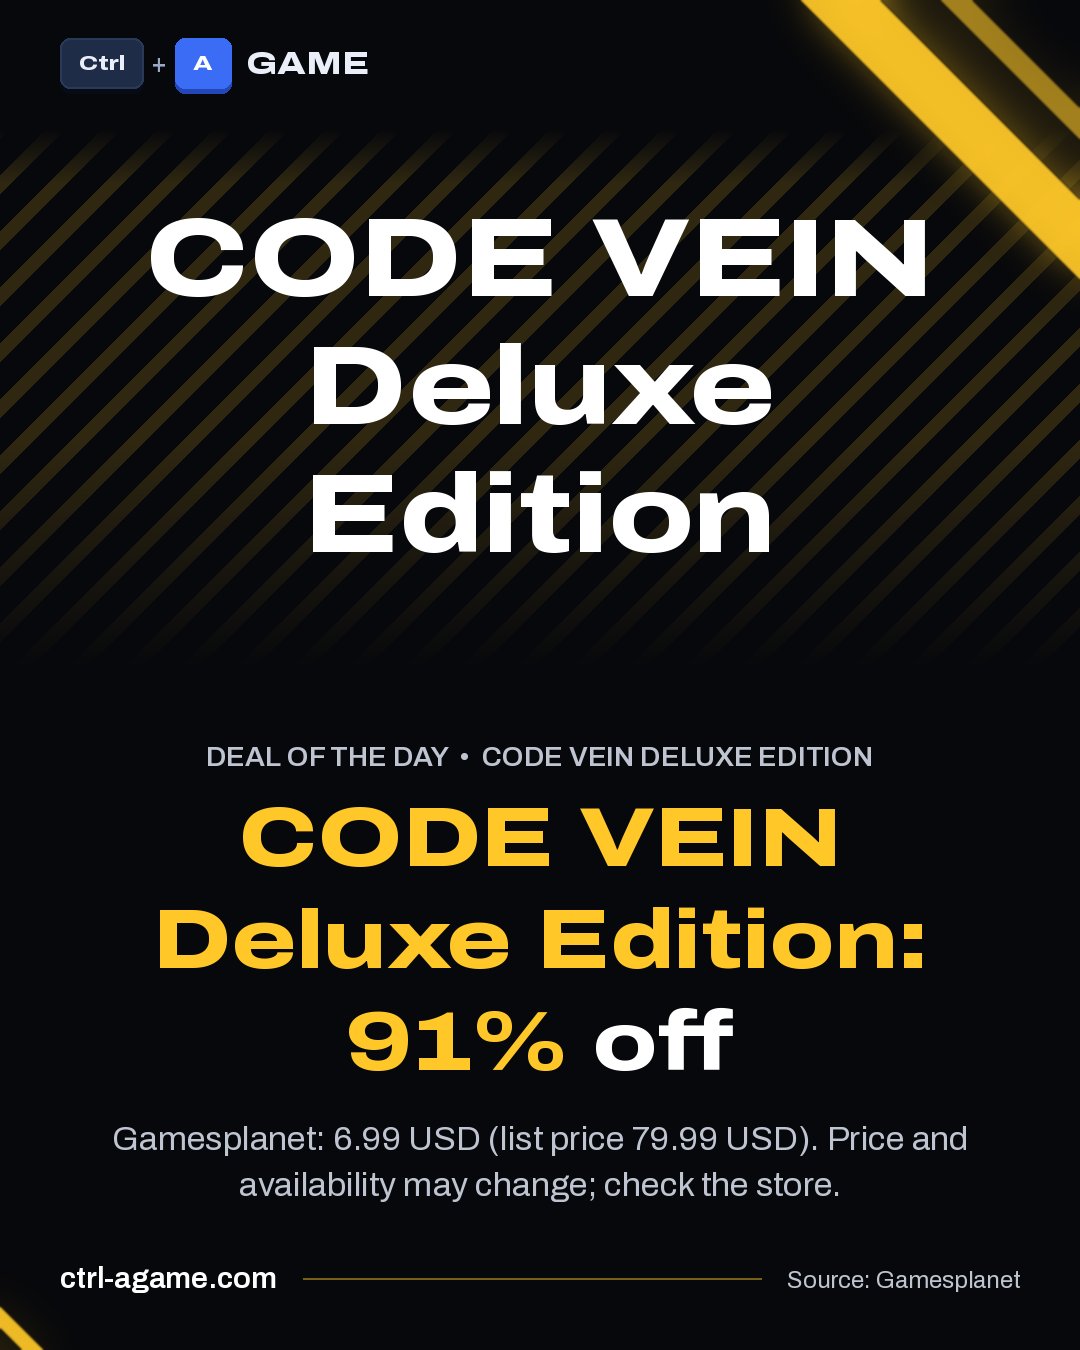 Ctrl + A GAME
CODE VEIN
Deluxe
Edition
DEAL OF THE DAY • CODE VEIN DELUXE EDITION
CODE VEIN
Deluxe Edition:
91% off
Gamesplanet: 6.99 USD (list price 79.99 USD). Price and
availability may change; check the store.
ctrl-agame.com
Source: Gamesplanet